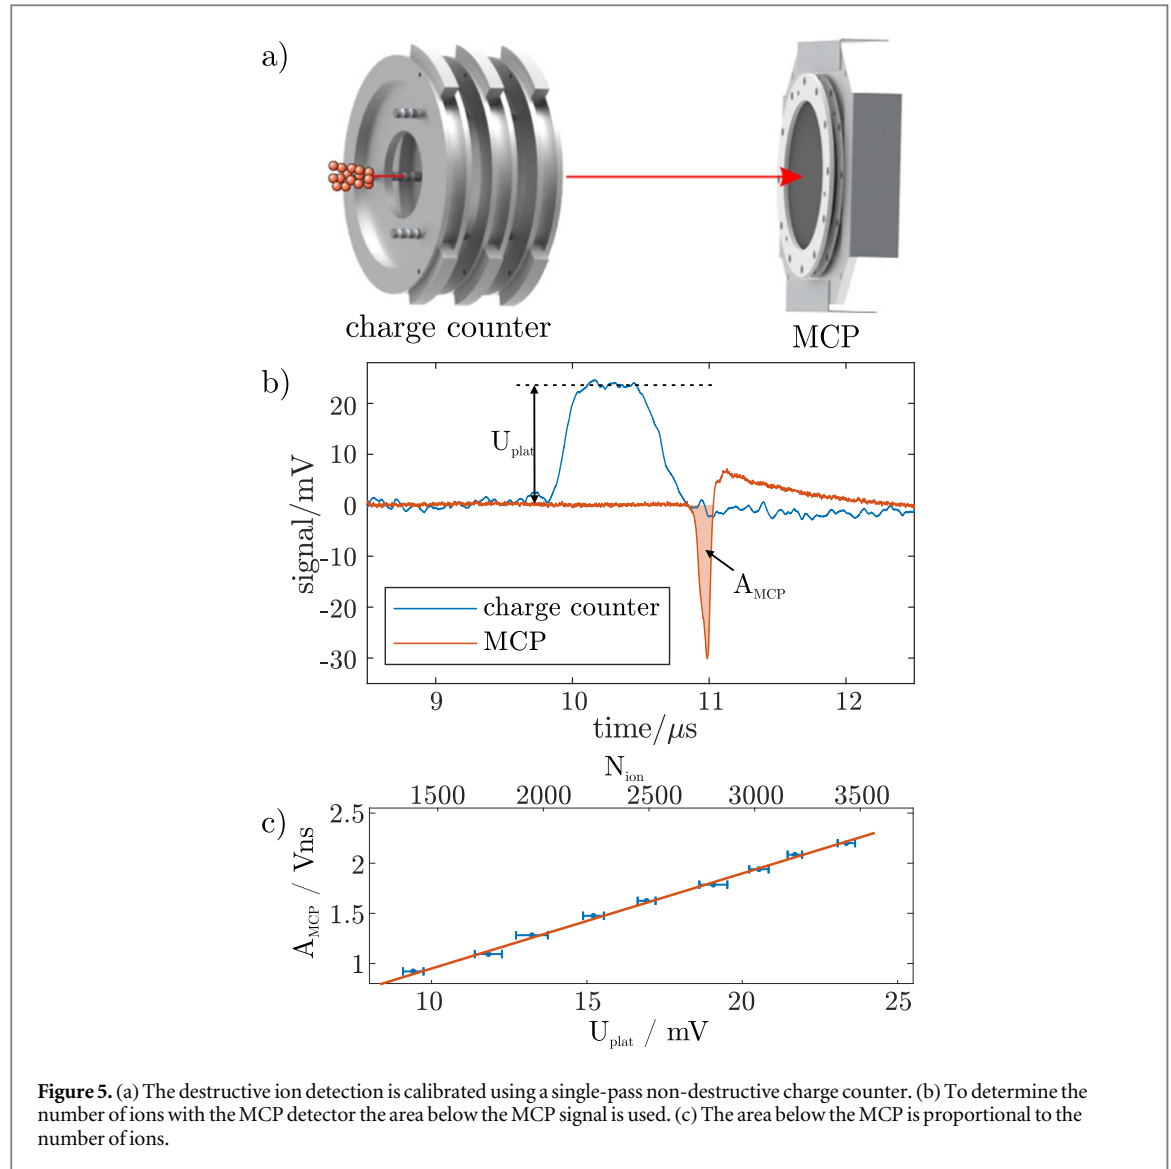 a)
charge counter
MCP
b)
signal/mV
20
10
0
-10
-20
-30
U_plat
A_MCP
charge counter
MCP
9 10 11 12
time/μs
N_ion
1500 2000 2500 3000 3500
c)
A_MCP / Vns
2.5
2
1.5
1
10 15 20 25
U_plat / mV
Figure 5. (a) The destructive ion detection is calibrated using a single-pass non-destructive charge counter. (b) To determine the
number of ions with the MCP detector the area below the MCP signal is used. (c) The area below the MCP is proportional to the
number of ions.